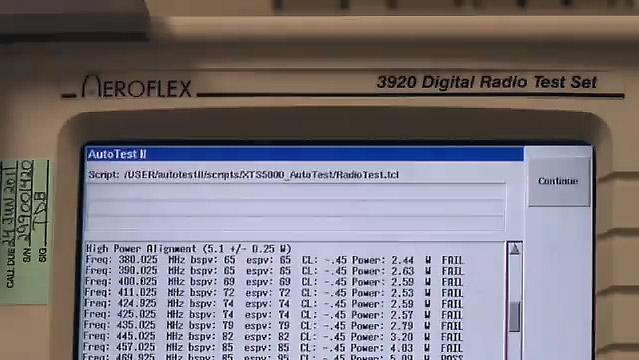 AEROFLEX
3920 Digital Radio Test Set
AutoTest II
Script: /USER/autotestII/scripts/XTS5000_AutoTest/RadioTest.tcl
Continue
High Power Alignment (5.1 +/- 0.25 W)
Freq: 380.025 MHz bspv: 65 espv: 65 CL: -.45 Power: 2.44 W FAIL
Freq: 390.025 MHz bspv: 65 espv: 65 CL: -.45 Power: 2.63 W FAIL
Freq: 400.025 MHz bspv: 69 espv: 69 CL: -.45 Power: 2.59 W FAIL
Freq: 411.025 MHz bspv: 72 espv: 72 CL: -.45 Power: 2.53 W FAIL
Freq: 424.925 MHz bspv: 74 espv: 74 CL: -.45 Power: 2.59 W FAIL
Freq: 425.025 MHz bspv: 74 espv: 74 CL: -.45 Power: 2.57 W FAIL
Freq: 435.025 MHz bspv: 79 espv: 79 CL: -.45 Power: 2.79 W FAIL
Freq: 445.025 MHz bspv: 82 espv: 82 CL: -.45 Power: 3.20 W FAIL
Freq: 457.025 MHz bspv: 85 espv: 85 CL: -.45 Power: 4.03 W FAIL
CAL: DUE 24 JUN 2011
S/N 299001420
SIG